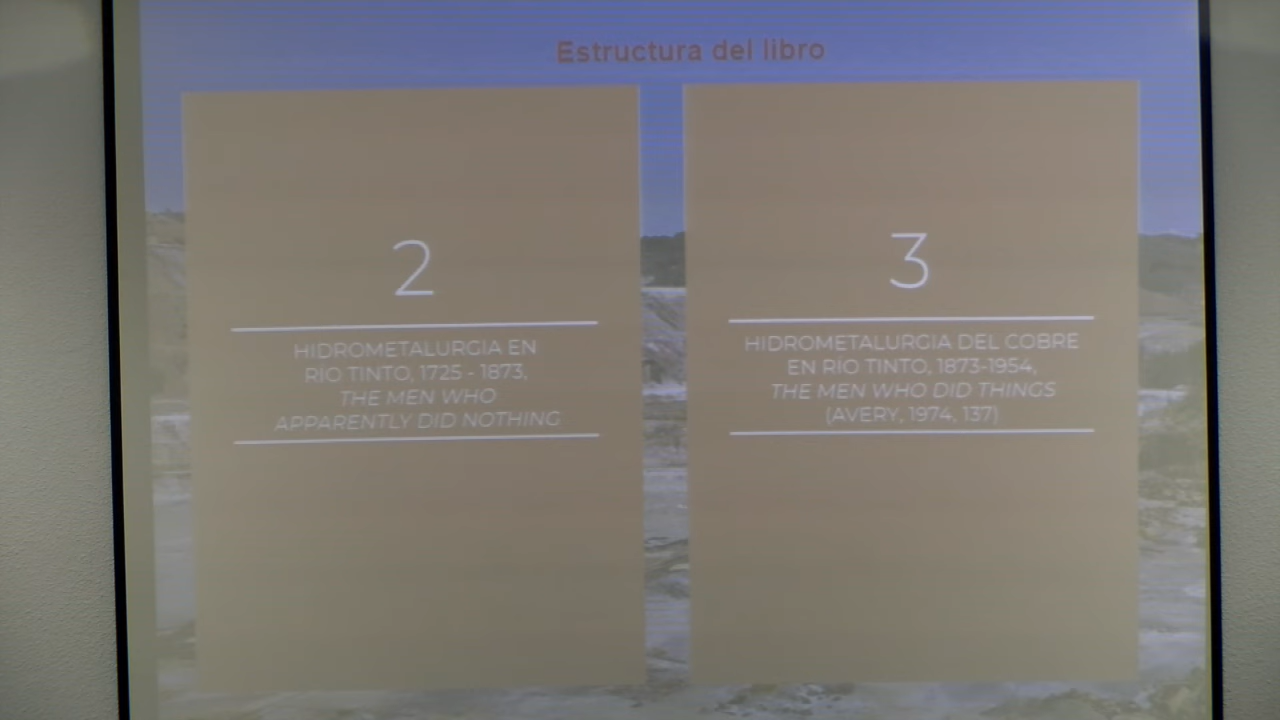 Estructura del libro
2
HIDROMETALURGIA EN
RIO TINTO, 1725 - 1873,
THE MEN WHO
APPARENTLY DID NOTHING
3
HIDROMETALURGIA DEL COBRE
EN RIO TINTO, 1873-1954,
THE MEN WHO DID THINGS
(AVERY, 1974, 137)